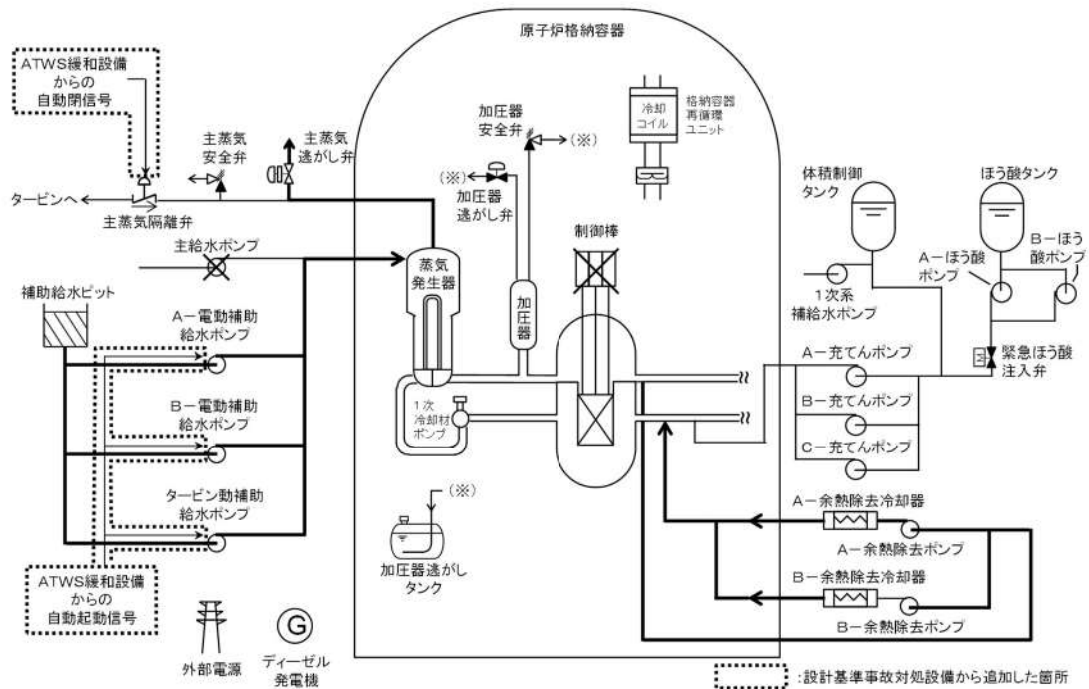 原子炉格納容器
ATWS緩和設備
からの
自動閉信号
主蒸気
安全弁
主蒸気
逃がし弁
タービンへ
主蒸気隔離弁
主給水ポンプ
補助給水ピット
A-電動補助
給水ポンプ
B-電動補助
給水ポンプ
タービン動補助
給水ポンプ
ATWS緩和設備
からの
自動起動信号
外部電源
G
ディーゼル
発電機
加圧器
安全弁
(※)
(※)
加圧器
逃がし弁
冷却
コイル
格納容器
再循環
ユニット
蒸気
発生器
加圧器
制御棒
1次
冷却材
ポンプ
(※)
加圧器逃がし
タンク
体積制御
タンク
ほう酸タンク
1次系
補給水ポンプ
A-ほう酸
ポンプ
B-ほう
酸ポンプ
M
緊急ほう酸
注入弁
A-充てんポンプ
B-充てんポンプ
C-充てんポンプ
A-余熱除去冷却器
A-余熱除去ポンプ
B-余熱除去冷却器
B-余熱除去ポンプ
:設計基準事故対処設備から追加した箇所